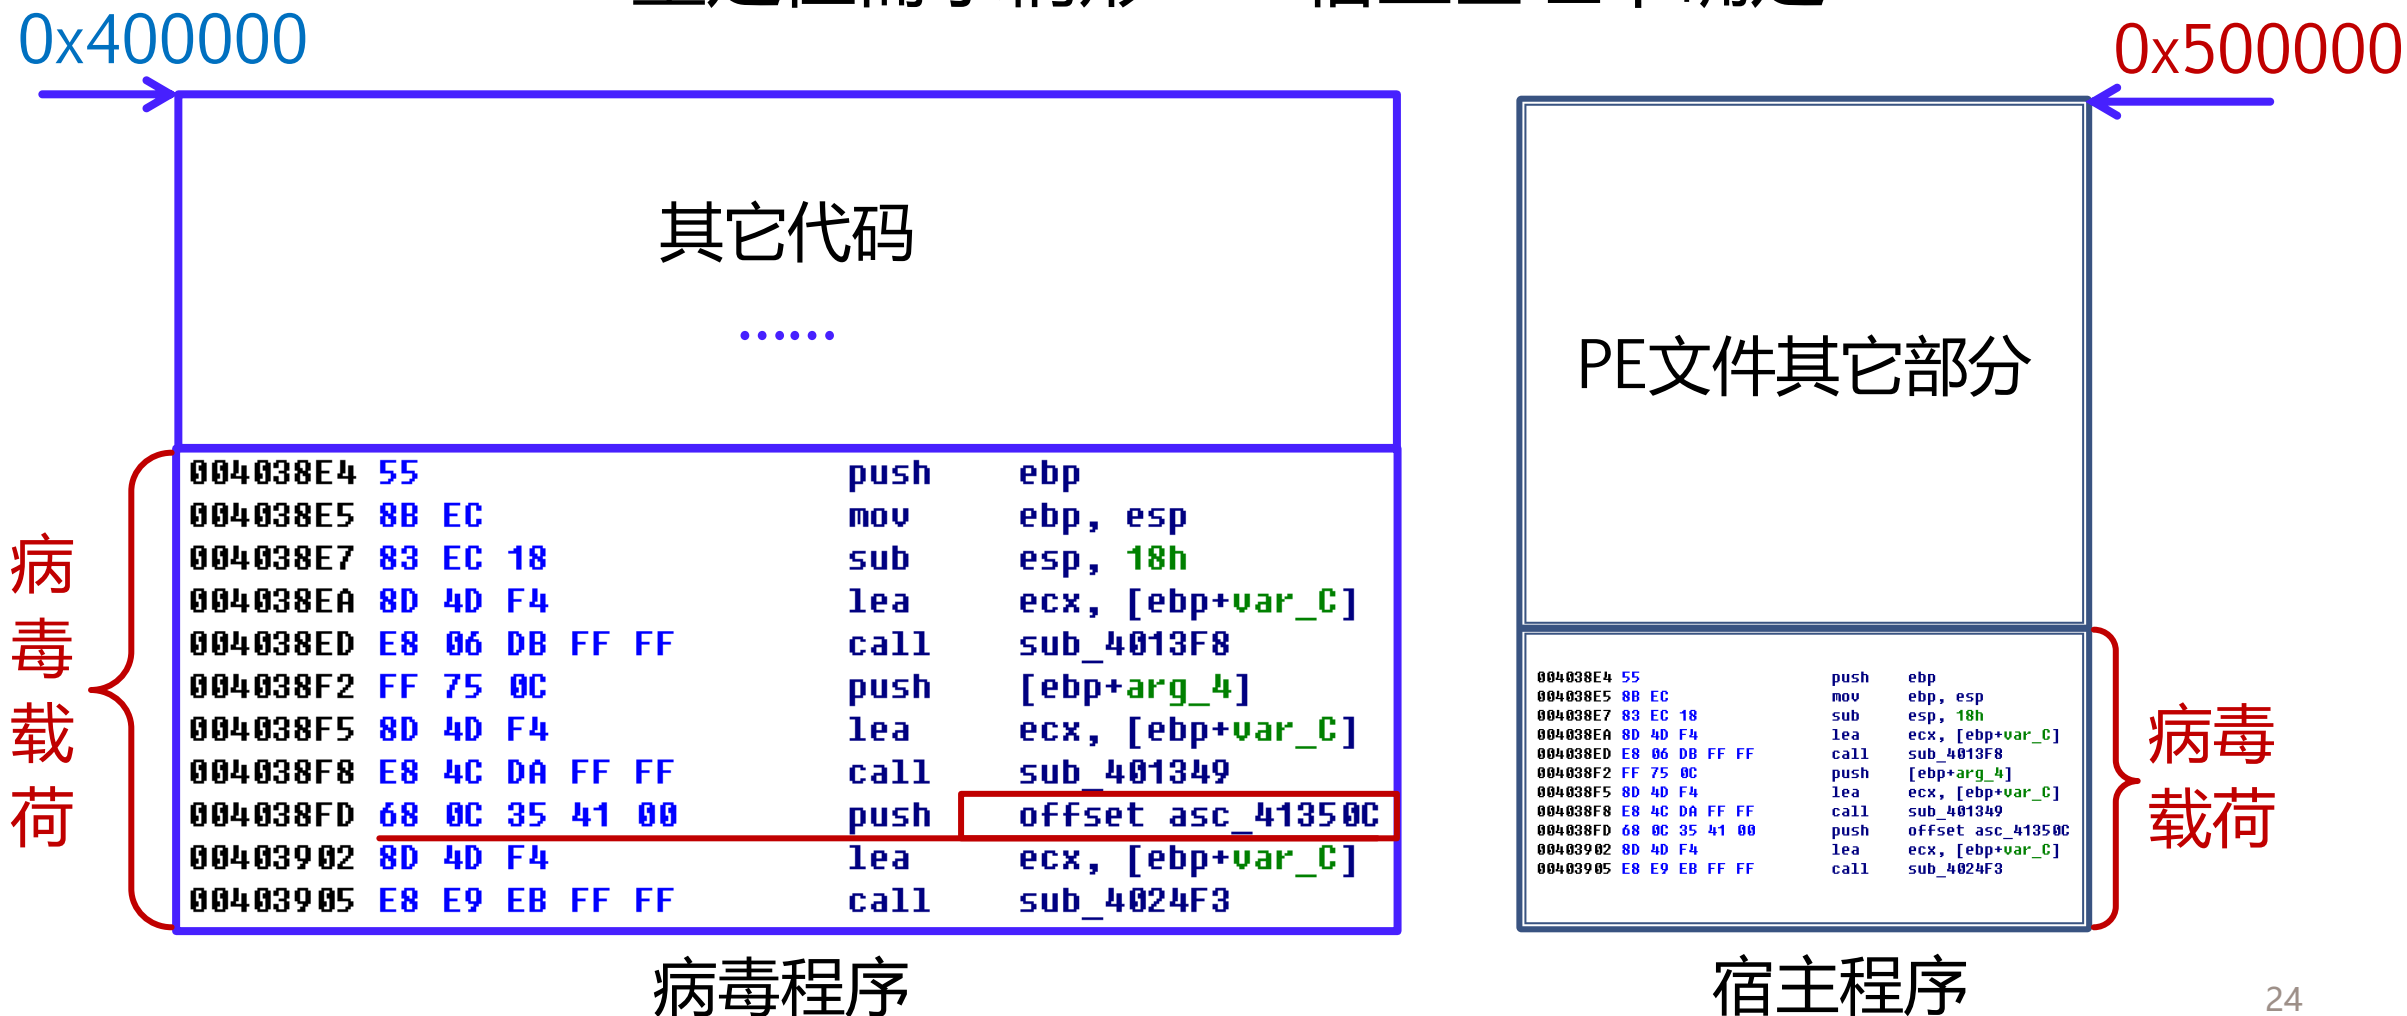 0x400000
0x500000
其它代码
......
004038E4 55 push ebp
004038E5 8B EC mov ebp, esp
004038E7 83 EC 18 sub esp, 18h
004038EA 8D 4D F4 lea ecx, [ebp+var_C]
004038ED E8 06 DB FF FF call sub_4013F8
004038F2 FF 75 0C push [ebp+arg_4]
004038F5 8D 4D F4 lea ecx, [ebp+var_C]
004038F8 E8 4C DA FF FF call sub_401349
004038FD 68 0C 35 41 00 push offset asc_41350C
00403902 8D 4D F4 lea ecx, [ebp+var_C]
00403905 E8 E9 EB FF FF call sub_4024F3
病毒载荷
病毒程序
PE文件其它部分
004038E4 55 push ebp
004038E5 8B EC mov ebp, esp
004038E7 83 EC 18 sub esp, 18h
004038EA 8D 4D F4 lea ecx, [ebp+var_C]
004038ED E8 06 DB FF FF call sub_4013F8
004038F2 FF 75 0C push [ebp+arg_4]
004038F5 8D 4D F4 lea ecx, [ebp+var_C]
004038F8 E8 4C DA FF FF call sub_401349
004038FD 68 0C 35 41 00 push offset asc_41350C
00403902 8D 4D F4 lea ecx, [ebp+var_C]
00403905 E8 E9 EB FF FF call sub_4024F3
病毒
载荷
宿主程序
24